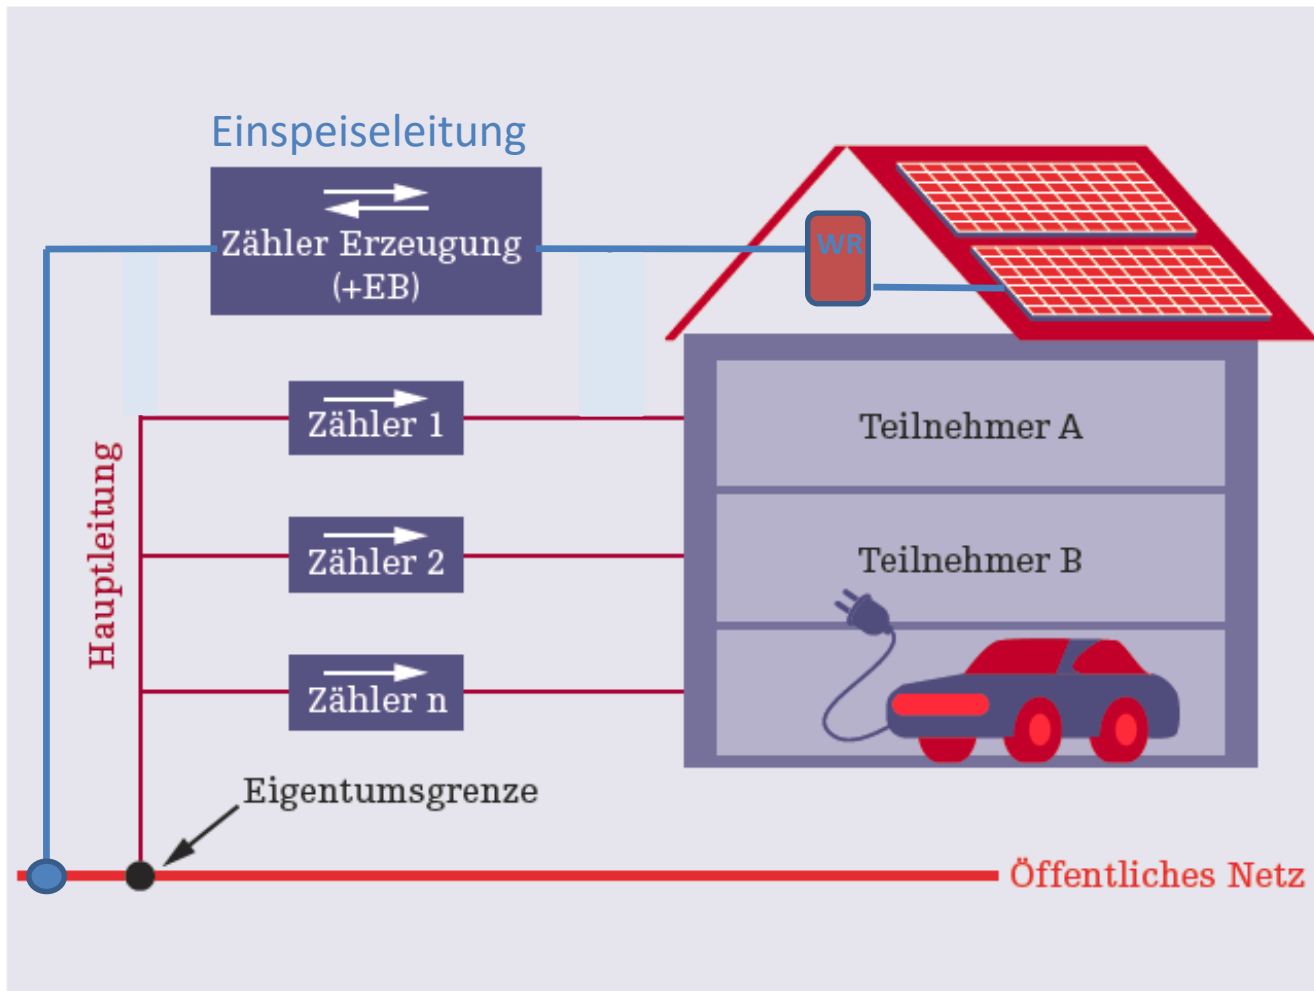 Einspeiseleitung
Zähler Erzeugung
(+EB)
WR
Zähler 1
Teilnehmer A
Hauptleitung
Zähler 2
Teilnehmer B
Zähler n
Eigentumsgrenze
Öffentliches Netz